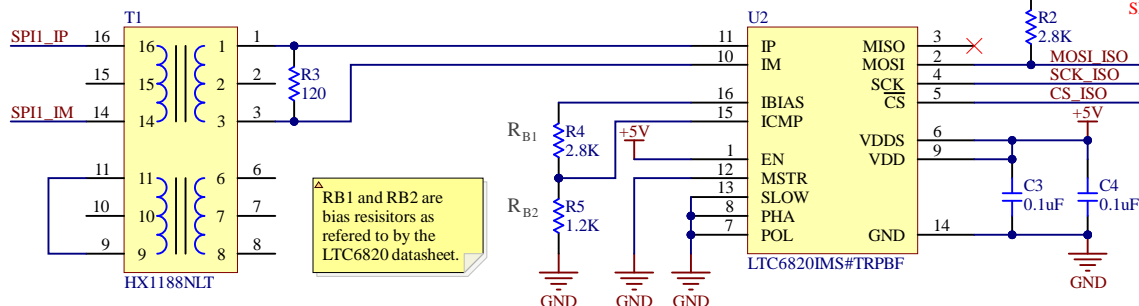 T1
SPI1_IP
16
16
1
1
15
15
2
2
SPI1_IM
14
14
3
3
R3
120
11
11
6
6
10
10
7
7
9
9
8
8
HX1188NLT
RB1 and RB2 are
bias resisitors as
refered to by the
LTC6820 datasheet.
R_B1
R4
2.8K
R_B2
R5
1.2K
GND
+5V
GND
GND
U2
11
IP
10
IM
16
IBIAS
15
ICMP
1
EN
12
MSTR
13
SLOW
8
PHA
7
POL
MISO
3
MOSI
2
SCK
4
CS
5
VDDS
6
VDD
9
GND
14
LTC6820IMS#TRPBF
R2
2.8K
S
MOSI_ISO
SCK_ISO
CS_ISO
+5V
C3
0.1uF
C4
0.1uF
GND